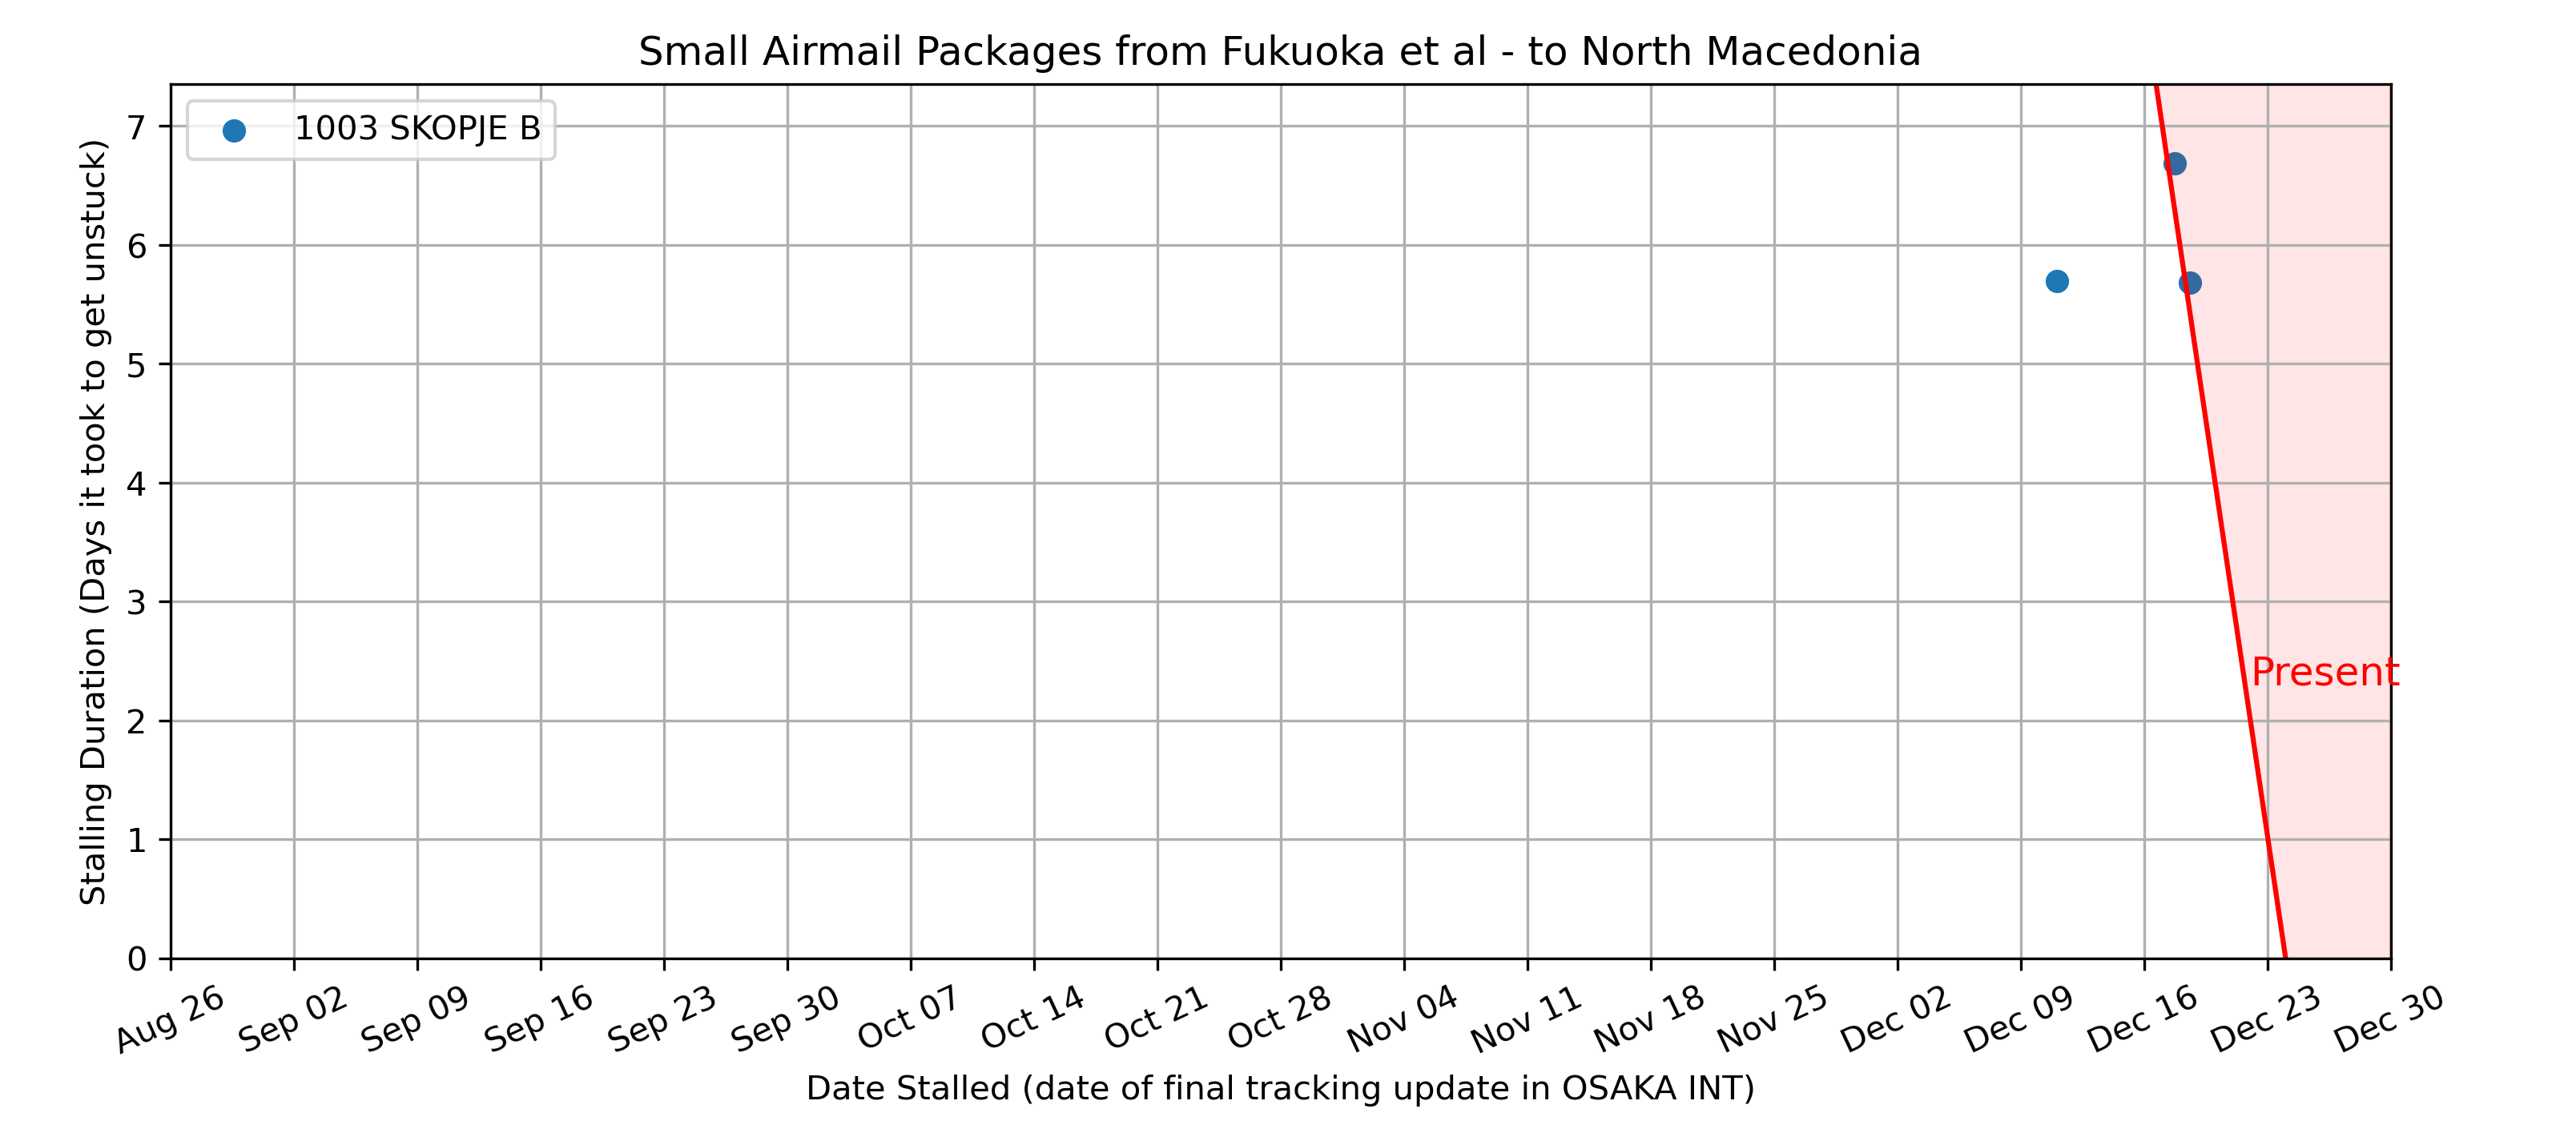 Small Airmail Packages from Fukuoka et al - to North Macedonia
1003 SKOPJE B
Stalling Duration (Days it took to get unstuck)
7
6
5
4
3
2
1
0
Present
Aug 26
Sep 02
Sep 09
Sep 16
Sep 23
Sep 30
Oct 07
Oct 14
Oct 21
Oct 28
Nov 04
Nov 11
Nov 18
Nov 25
Dec 02
Dec 09
Dec 16
Dec 23
Dec 30
Date Stalled (date of final tracking update in OSAKA INT)